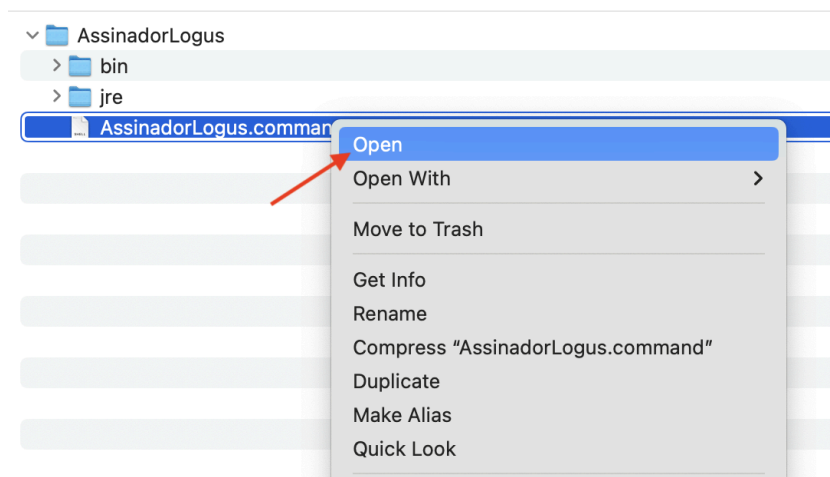 AssinadorLogus
bin
jre
AssinadorLogus.comman
Open
Open With
Move to Trash
Get Info
Rename
Compress “AssinadorLogus.command”
Duplicate
Make Alias
Quick Look